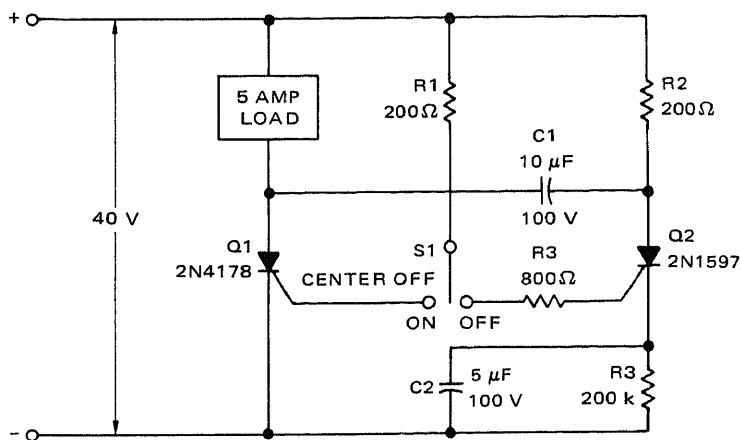 +
5 AMP
LOAD
R1
200Ω
R2
200Ω
C1
10 μF
100 V
40 V
Q1
2N4178
S1
R3
800Ω
Q2
2N1597
CENTER OFF
ON
OFF
C2
5 μF
100 V
R3
200 k
-